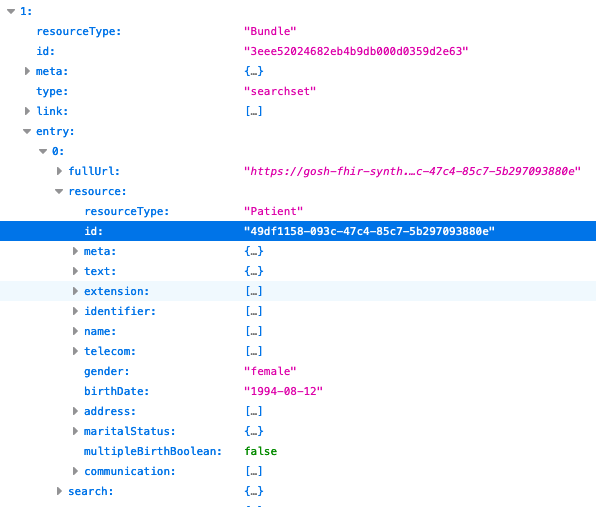 1:
resourceType: "Bundle"
id: "3eee52024682eb4b9db000d0359d2e63"
meta: {…}
type: "searchset"
link: […]
entry:
0:
fullUrl: "https://gosh-fhir-synth.…c-47c4-85c7-5b297093880e"
resource:
resourceType: "Patient"
id: "49df1158-093c-47c4-85c7-5b297093880e"
meta: {…}
text: {…}
extension: […]
identifier: […]
name: […]
telecom: […]
gender: "female"
birthDate: "1994-08-12"
address: […]
maritalStatus: {…}
multipleBirthBoolean: false
communication: […]
search: {…}